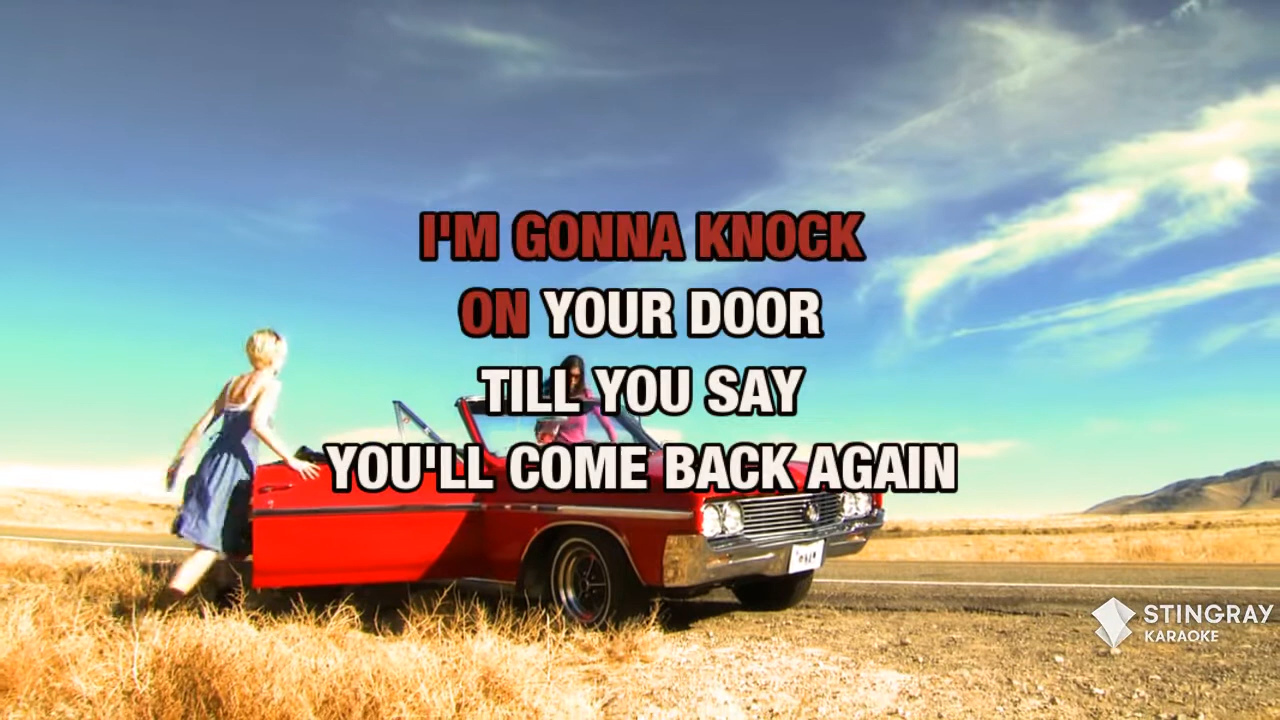 I'M GONNA KNOCK
ON YOUR DOOR
TILL YOU SAY
YOU'LL COME BACK AGAIN
STINGRAY
KARAOKE